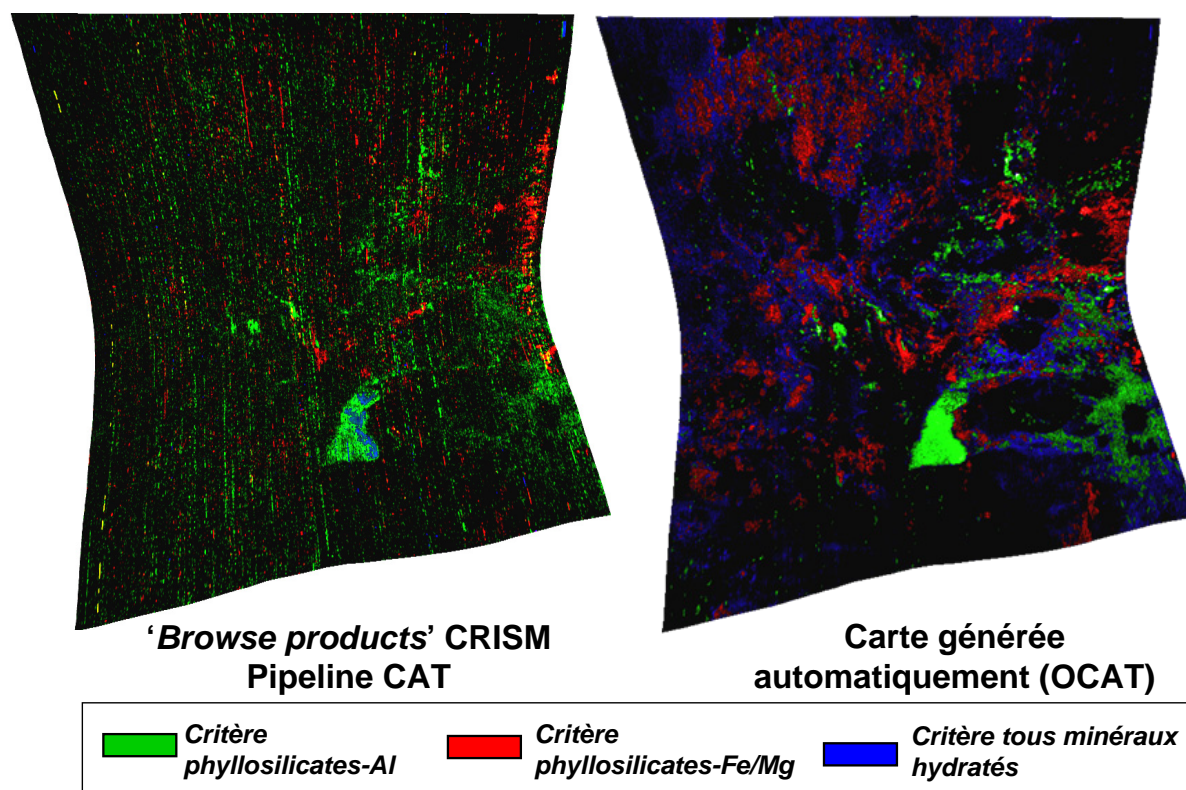 ‘Browse products’ CRISM
Pipeline CAT
Carte générée
automatiquement (OCAT)
Critère
phyllosilicates-Al
Critère
phyllosilicates-Fe/Mg
Critère tous minéraux
hydratés